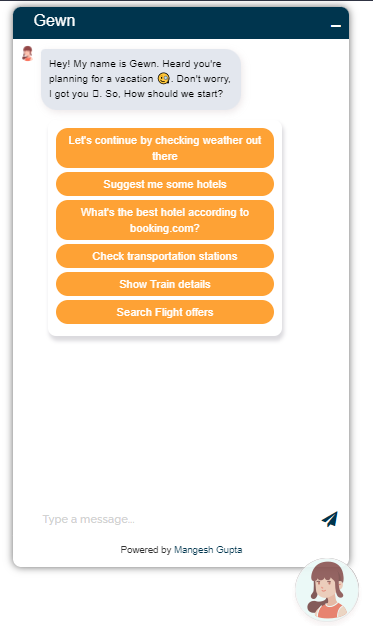 Gewn
Hey! My name is Gewn. Heard you're
planning for a vacation 🤔. Don't worry,
I got you ▯. So, How should we start?
Let's continue by checking weather out
there
Suggest me some hotels
What's the best hotel according to
booking.com?
Check transportation stations
Show Train details
Search Flight offers
Type a message...
Powered by Mangesh Gupta